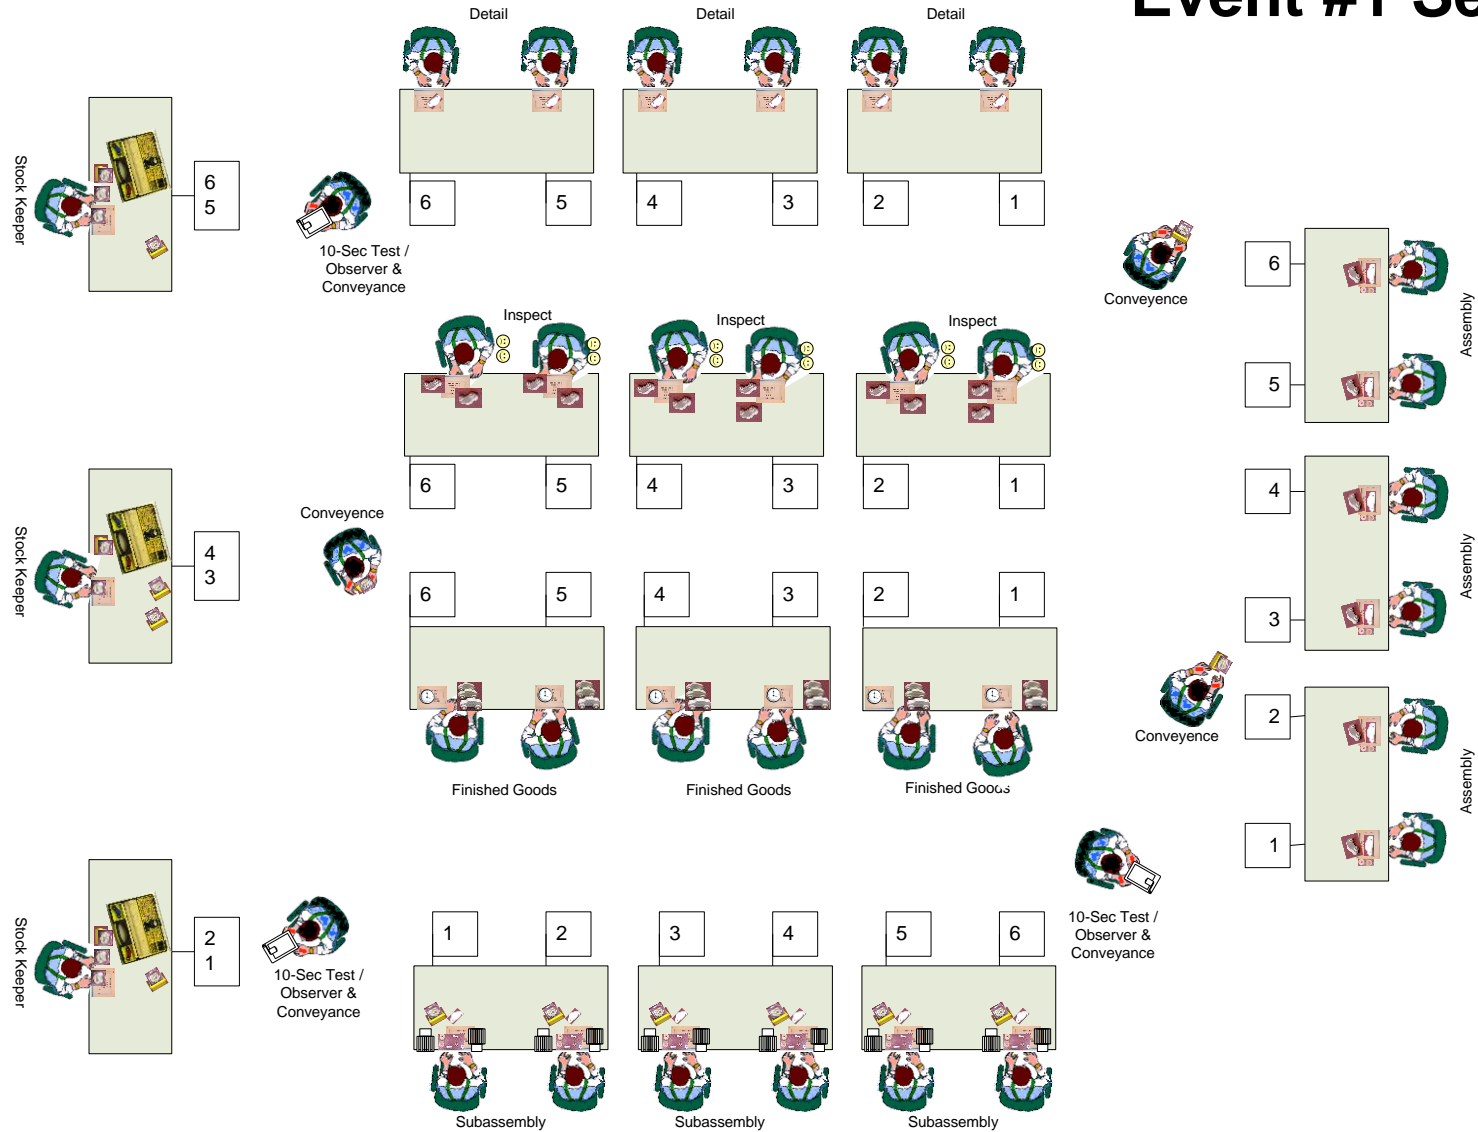 Event #1 Se
Detail
Detail
Detail
6
5
4
3
2
1
Stock Keeper
6
5
10-Sec Test /
Observer &
Conveyance
Conveyence
6
5
Assembly
Inspect
Inspect
Inspect
6
5
4
3
2
1
Stock Keeper
4
3
Conveyence
4
3
Assembly
6
5
4
3
2
1
Finished Goods
Finished Goods
Finished Goods
Conveyence
2
1
Assembly
Stock Keeper
2
1
10-Sec Test /
Observer &
Conveyance
10-Sec Test /
Observer &
Conveyance
1
2
3
4
5
6
Subassembly
Subassembly
Subassembly